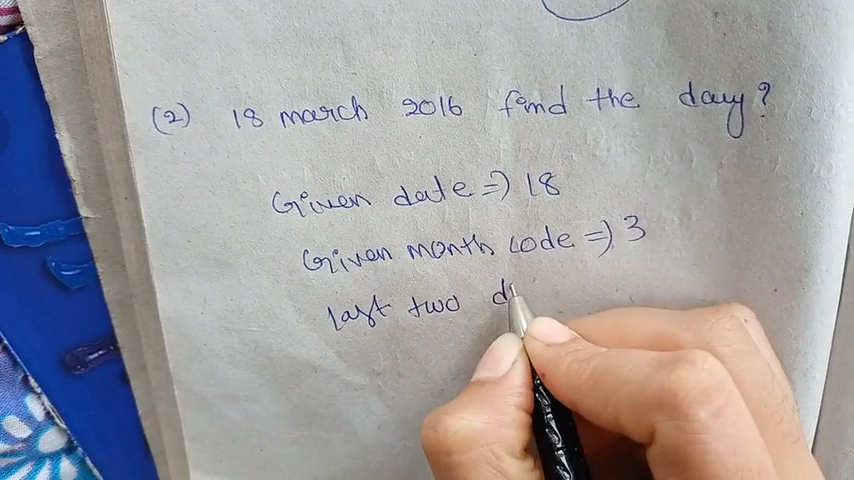 (2) 18 march 2016 find the day?
Given date => 18
Given month code => 3
last two d